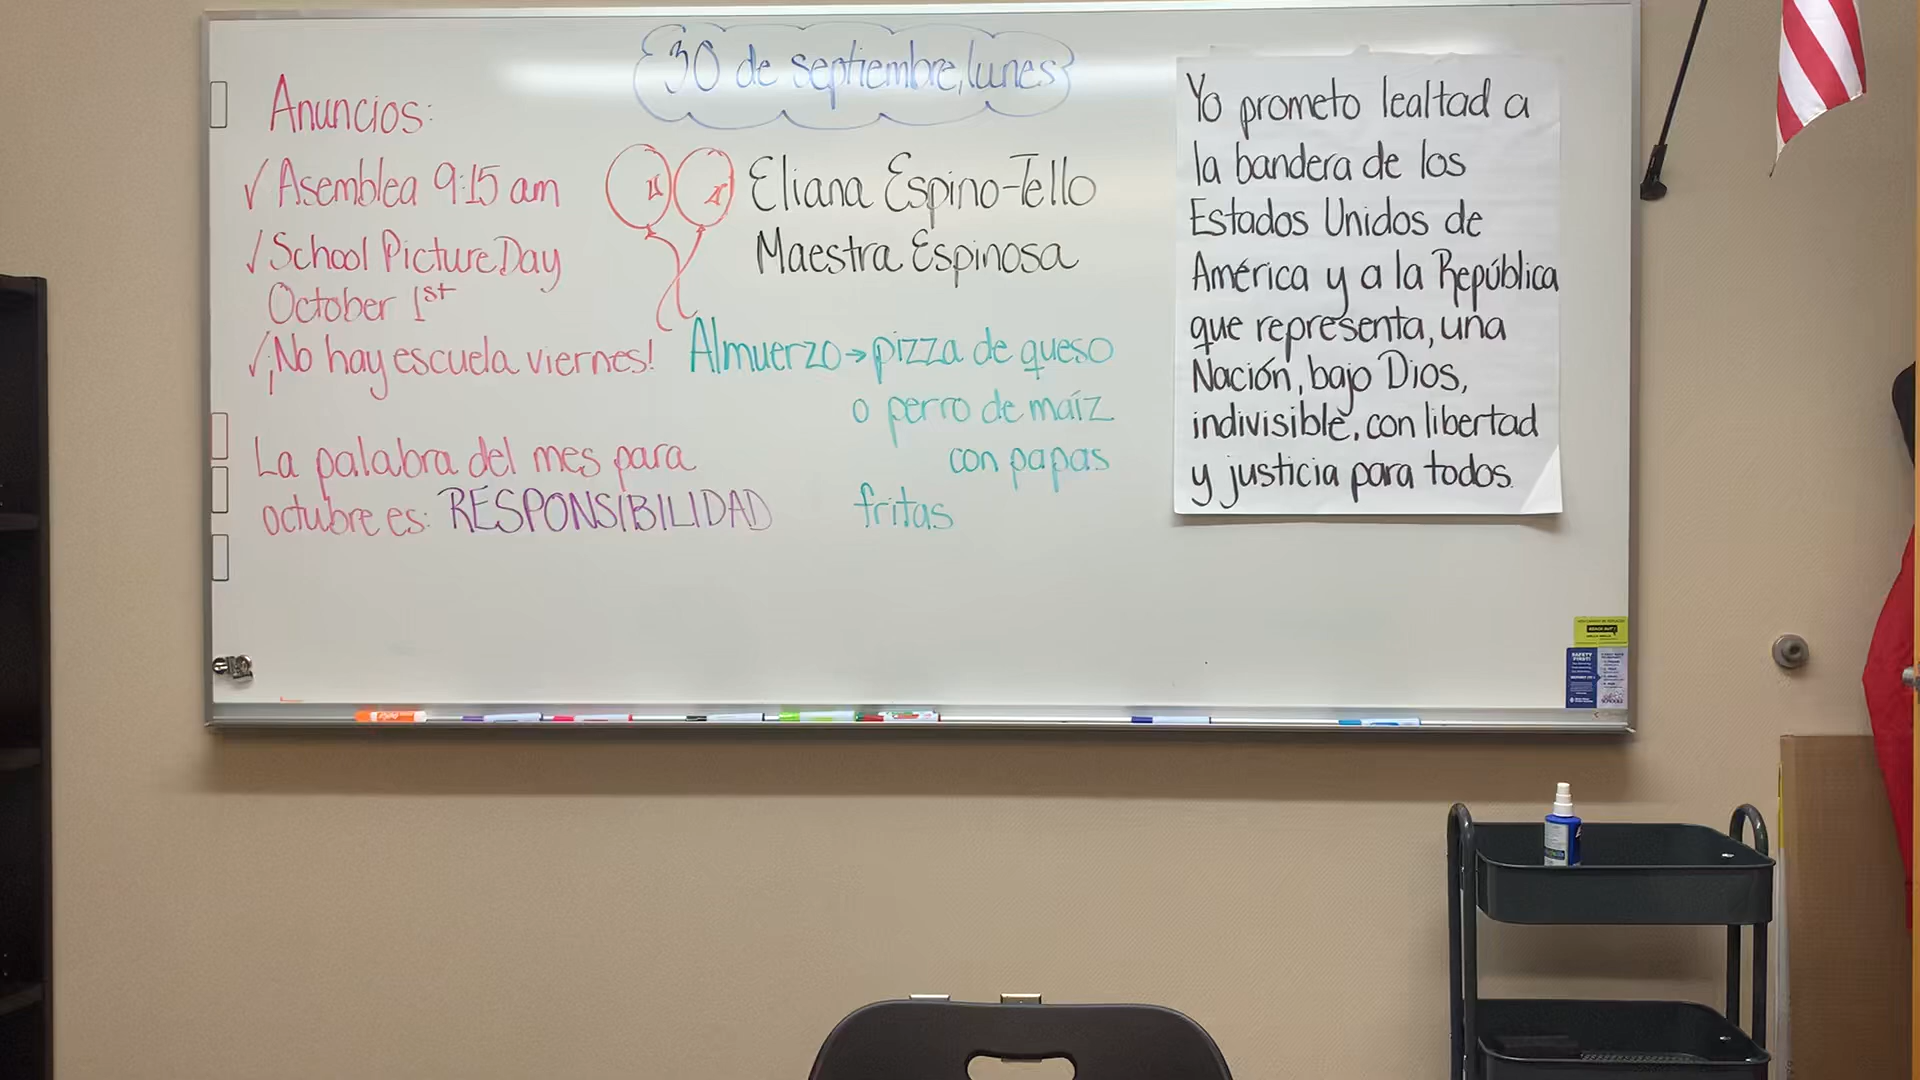 30 de septiembre, lunes
Anuncios:
✓ Asemblea 9:15 am
✓ School Picture Day
October 1st
✓ ¡No hay escuela viernes!
La palabra del mes para
octubre es: RESPONSIBILIDAD
Eliana Espino-Tello
Maestra Espinosa
Almuerzo → pizza de queso
o perro de maíz
con papas
fritas
Yo prometo lealtad a
la bandera de los
Estados Unidos de
América y a la República
que representa, una
Nación, bajo Dios,
indivisible, con libertad
y justicia para todos.
SAFETY
FIRST!